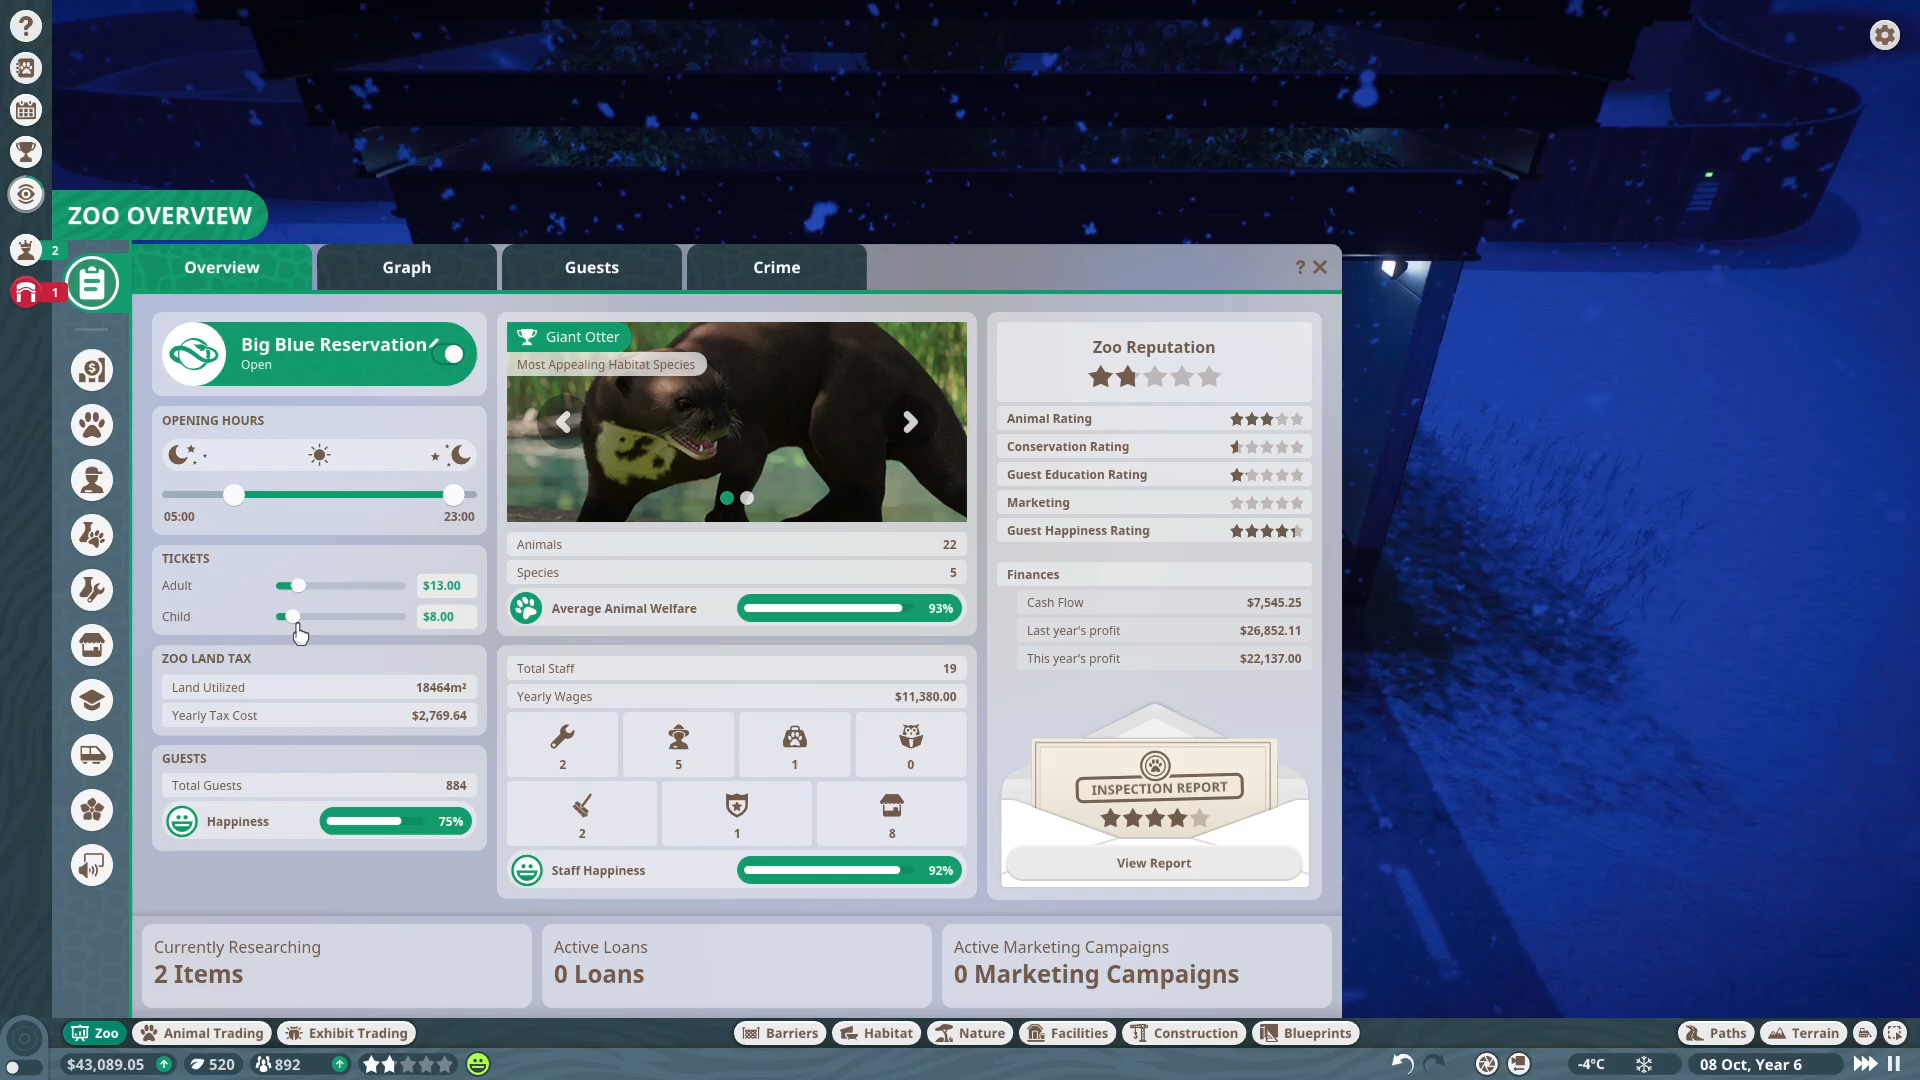 ?
ZOO OVERVIEW
2
1
Overview
Graph
Guests
Crime
?
Big Blue Reservation
Open
OPENING HOURS
05:00
23:00
TICKETS
Adult
$13.00
Child
$8.00
ZOO LAND TAX
Land Utilized
18464m²
Yearly Tax Cost
$2,769.64
GUESTS
Total Guests
884
Happiness
75%
Giant Otter
Most Appealing Habitat Species
Animals
22
Species
5
Average Animal Welfare
93%
Total Staff
19
Yearly Wages
$11,380.00
2
5
1
0
2
1
8
Staff Happiness
92%
Zoo Reputation
Animal Rating
Conservation Rating
Guest Education Rating
Marketing
Guest Happiness Rating
Finances
Cash Flow
$7,545.25
Last year's profit
$26,852.11
This year's profit
$22,137.00
INSPECTION REPORT
View Report
Currently Researching
2 Items
Active Loans
0 Loans
Active Marketing Campaigns
0 Marketing Campaigns
Zoo
Animal Trading
Exhibit Trading
Barriers
Habitat
Nature
Facilities
Construction
Blueprints
Paths
Terrain
$43,089.05
520
892
-4°C
08 Oct, Year 6